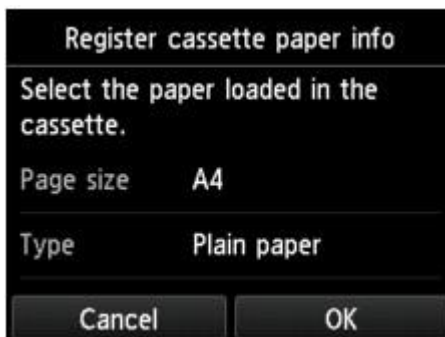 Register cassette paper info
Select the paper loaded in the
cassette.
Page size A4
Type Plain paper
Cancel OK